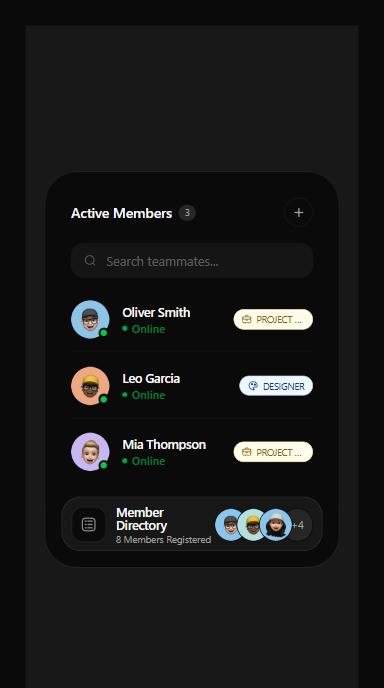 Active Members 3
Search teammates...
Oliver Smith
Online
PROJECT ...
Leo Garcia
Online
DESIGNER
Mia Thompson
Online
PROJECT ...
Member
Directory
8 Members Registered
+4